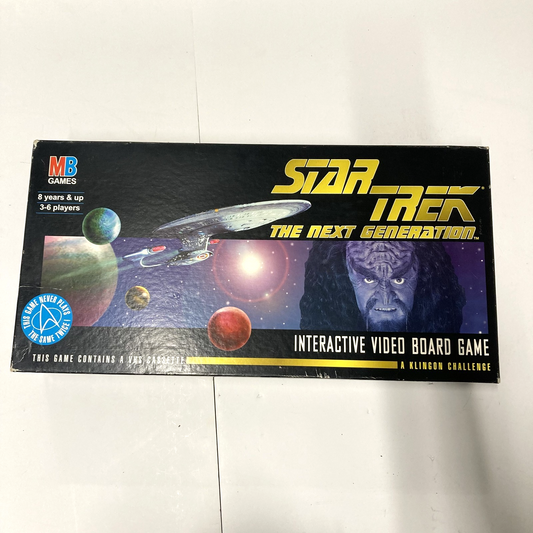 MB
GAMES
8 years & up
3-6 players
STAR
TREK
THE NEXT GENERATION™
THIS GAME NEVER PLAYS
THE SAME TWICE!
INTERACTIVE VIDEO BOARD GAME
THIS GAME CONTAINS A VHS CASSETTE
A KLINGON CHALLENGE